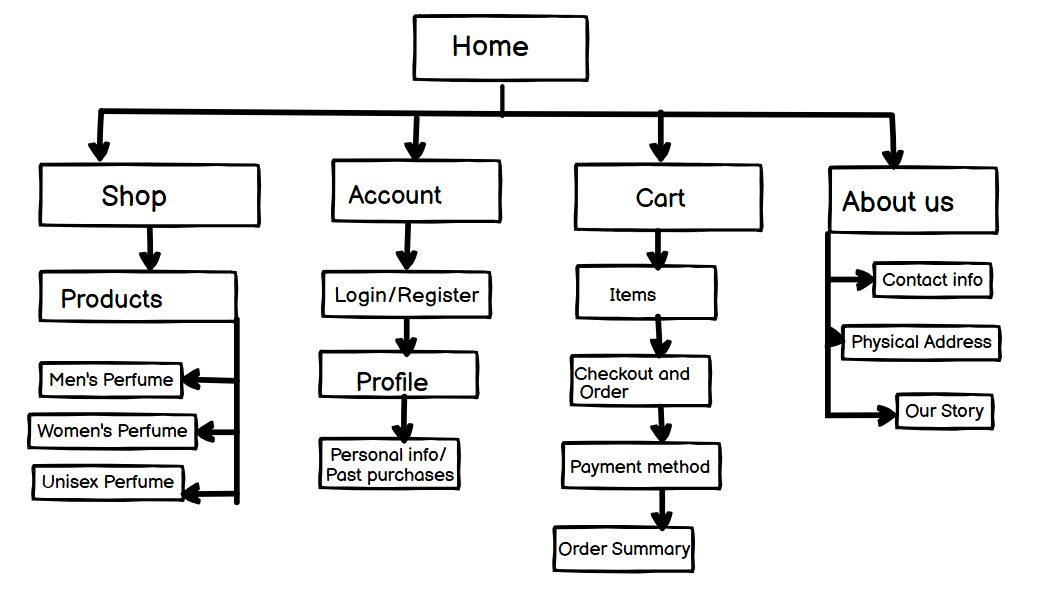 Home
Shop
Account
Cart
About us
Products
Men's Perfume
Women's Perfume
Unisex Perfume
Login/Register
Profile
Personal info/
Past purchases
Items
Checkout and
Order
Payment method
Order Summary
Contact info
Physical Address
Our Story